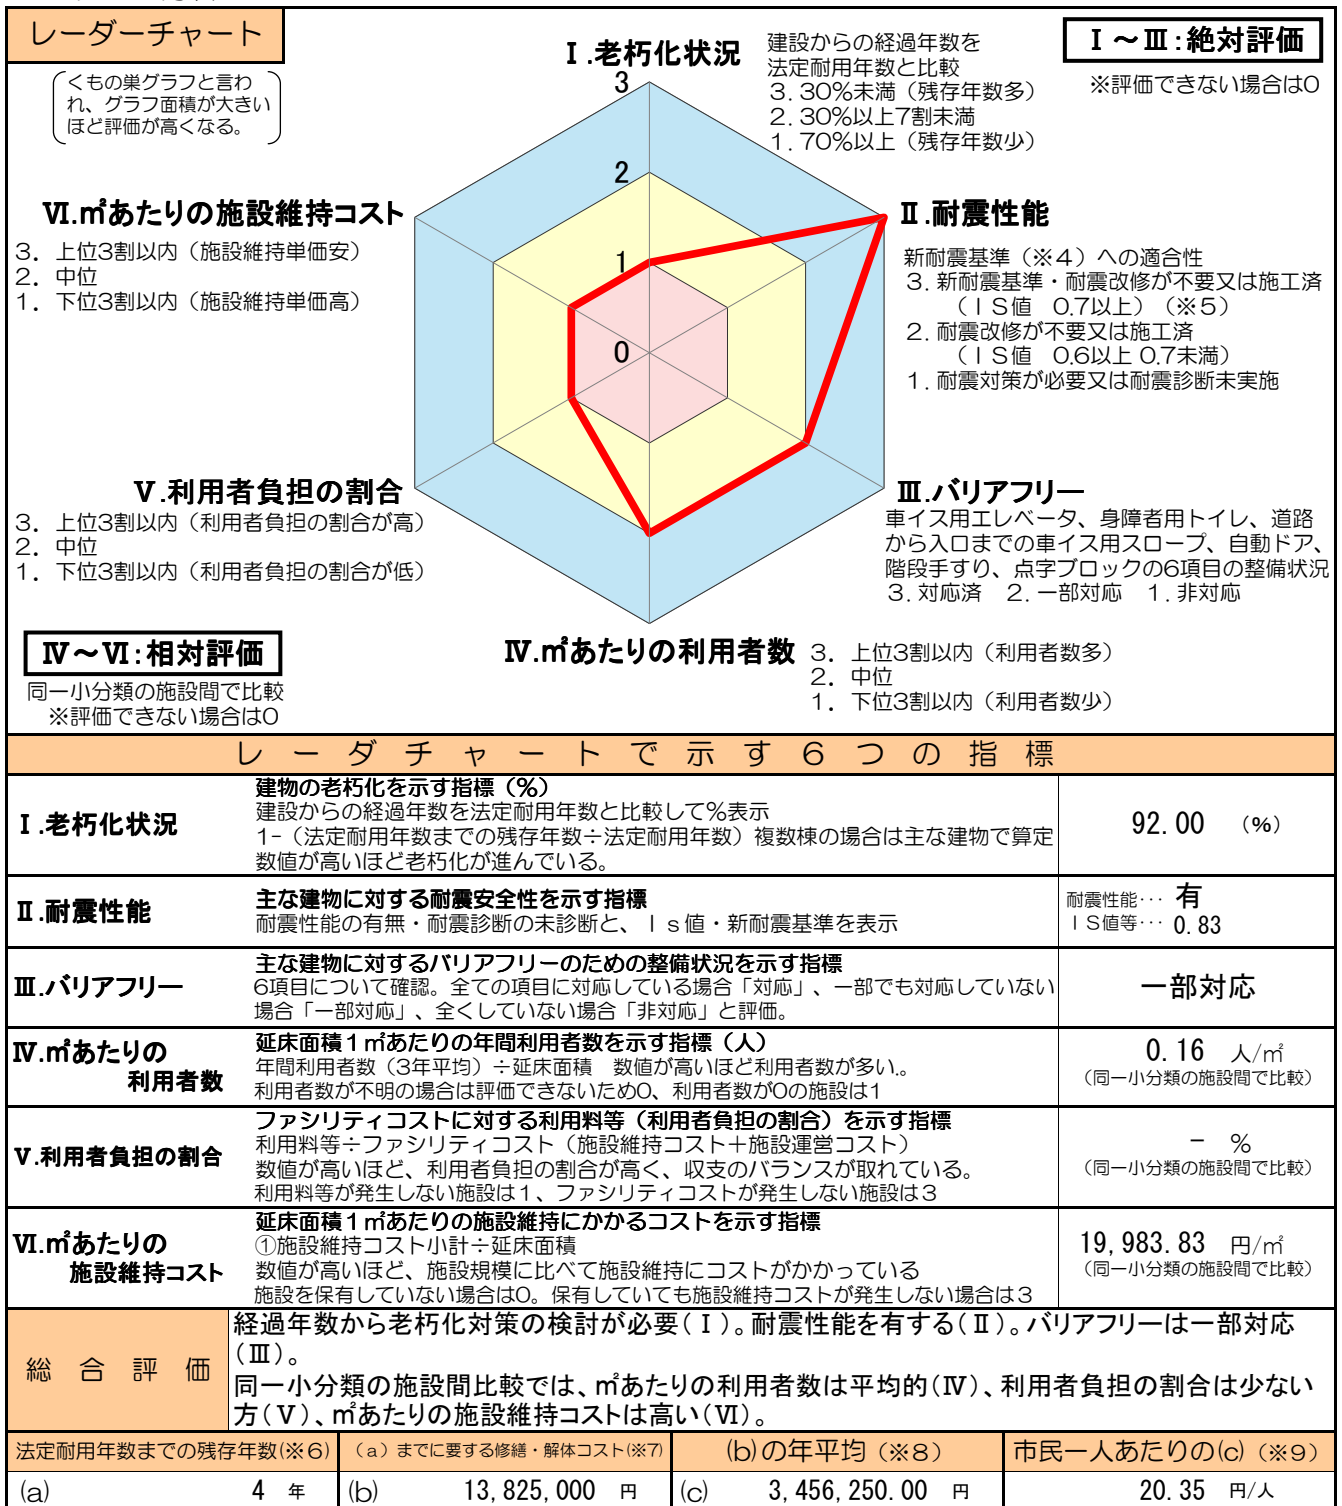 レーダーチャート
くもの巣グラフと言わ
れ、グラフ面積が大きい
ほど評価が高くなる。
Ⅰ～Ⅲ：絶対評価
※評価できない場合は0
Ⅰ.老朽化状況
建設からの経過年数を
法定耐用年数と比較
3. 30%未満（残存年数多）
2. 30%以上7割未満
1. 70%以上（残存年数少）
3
2
1
0
Ⅱ.耐震性能
新耐震基準（※4）への適合性
3. 新耐震基準・耐震改修が不要又は施工済
（ＩＳ値　0.7以上）（※5）
2. 耐震改修が不要又は施工済
（ＩＳ値　0.6以上 0.7未満）
1. 耐震対策が必要又は耐震診断未実施
Ⅵ.㎡あたりの施設維持コスト
3. 上位3割以内（施設維持単価安）
2. 中位
1. 下位3割以内（施設維持単価高）
Ⅴ.利用者負担の割合
3. 上位3割以内（利用者負担の割合が高）
2. 中位
1. 下位3割以内（利用者負担の割合が低）
Ⅲ.バリアフリー
車イス用エレベータ、身障者用トイレ、道路
から入口までの車イス用スロープ、自動ドア、
階段手すり、点字ブロックの6項目の整備状況
3. 対応済　2. 一部対応　1. 非対応
Ⅳ～Ⅵ：相対評価
同一小分類の施設間で比較
※評価できない場合は0
Ⅳ.㎡あたりの利用者数
3. 上位3割以内（利用者数多）
2. 中位
1. 下位3割以内（利用者数少）
レーダチャートで示す６つの指標
Ⅰ.老朽化状況
建物の老朽化を示す指標（%）
建設からの経過年数を法定耐用年数と比較して%表示
1-（法定耐用年数までの残存年数÷法定耐用年数）複数棟の場合は主な建物で算定
数値が高いほど老朽化が進んでいる。
92.00　（%）
Ⅱ.耐震性能
主な建物に対する耐震安全性を示す指標
耐震性能の有無・耐震診断の未診断と、Ｉｓ値・新耐震基準を表示
耐震性能… 有
ＩＳ値等… 0.83
Ⅲ.バリアフリー
主な建物に対するバリアフリーのための整備状況を示す指標
6項目について確認。全ての項目に対応している場合「対応」、一部でも対応していない
場合「一部対応」、全くしていない場合「非対応」と評価。
一部対応
Ⅳ.㎡あたりの
利用者数
延床面積１㎡あたりの年間利用者数を示す指標（人）
年間利用者数（3年平均）÷延床面積　数値が高いほど利用者数が多い。
利用者数が不明の場合は評価できないため0、利用者数が0の施設は1
0.16　人/㎡
（同一小分類の施設間で比較）
Ⅴ.利用者負担の割合
ファシリティコストに対する利用料等（利用者負担の割合）を示す指標
利用料等÷ファシリティコスト（施設維持コスト＋施設運営コスト）
数値が高いほど、利用者負担の割合が高く、収支のバランスが取れている。
利用料等が発生しない施設は１、ファシリティコストが発生しない施設は３
-　%
（同一小分類の施設間で比較）
Ⅵ.㎡あたりの
施設維持コスト
延床面積１㎡あたりの施設維持にかかるコストを示す指標
①施設維持コスト小計÷延床面積
数値が高いほど、施設規模に比べて施設維持にコストがかかっている
施設を保有していない場合は0。保有していても施設維持コストが発生しない場合は３
19,983.83　円/㎡
（同一小分類の施設間で比較）
総合評価
経過年数から老朽化対策の検討が必要(Ⅰ)。耐震性能を有する(Ⅱ)。バリアフリーは一部対応
(Ⅲ)。
同一小分類の施設間比較では、㎡あたりの利用者数は平均的(Ⅳ)、利用者負担の割合は少ない
方(Ⅴ)、㎡あたりの施設維持コストは高い(Ⅵ)。
法定耐用年数までの残存年数(※6)
（a）までに要する修繕・解体コスト(※7)
(b)の年平均（※8）
市民一人あたりの(c)（※9）
(a)　4　年
(b)　13,825,000　円
(c)　3,456,250.00　円
20.35　円/人